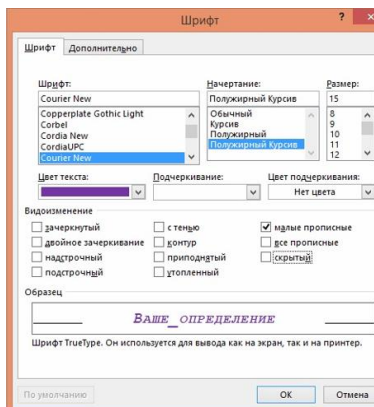 Шрифт ? ×
Шрифт Дополнительно
Шрифт: Начертание: Размер:
Courier New Полужирный Курсив 15
Copperplate Gothic Light Обычный 8
Corbel Курсив 9
Cordia New Полужирный 10
CordiaUPC Полужирный Курсив 11
Courier New 12
Цвет текста: Подчеркивание: Цвет подчеркивания:
Нет цвета
Видоизменение
зачеркнутый с тенью малые прописные
двойное зачеркивание контур все прописные
надстрочный приподнятый скрытый
подстрочный утопленный
Образец
ВАШЕ_ ОПРЕДЕЛЕНИЕ
Шрифт TrueType. Он используется для вывода как на экран, так и на принтер.
По умолчанию ОК Отмена